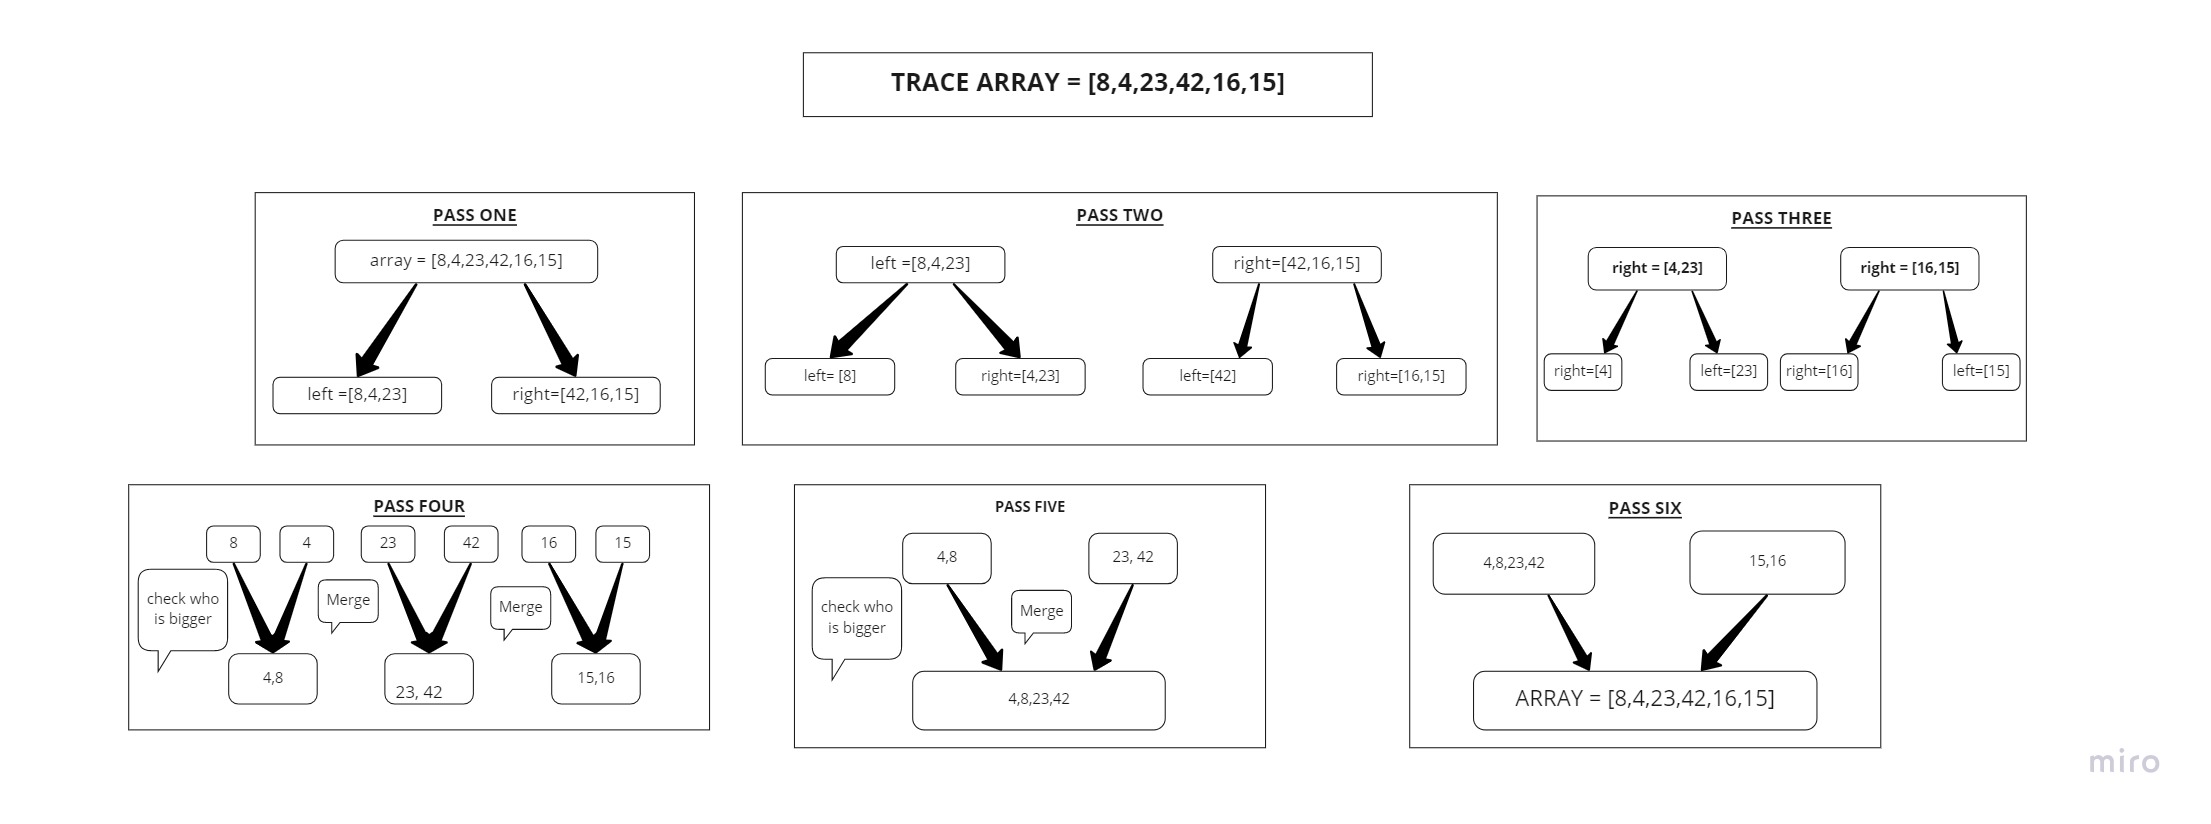 TRACE ARRAY = [8,4,23,42,16,15]
PASS ONE
array = [8,4,23,42,16,15]
left =[8,4,23]
right=[42,16,15]
PASS TWO
left =[8,4,23]
right=[42,16,15]
left= [8]
right=[4,23]
left=[42]
right=[16,15]
PASS THREE
right = [4,23]
right = [16,15]
right=[4]
left=[23]
right=[16]
left=[15]
PASS FOUR
8
4
23
42
16
15
check who
is bigger
Merge
Merge
4,8
23, 42
15,16
PASS FIVE
4,8
23, 42
check who
is bigger
Merge
4,8,23,42
PASS SIX
4,8,23,42
15,16
ARRAY = [8,4,23,42,16,15]
miro